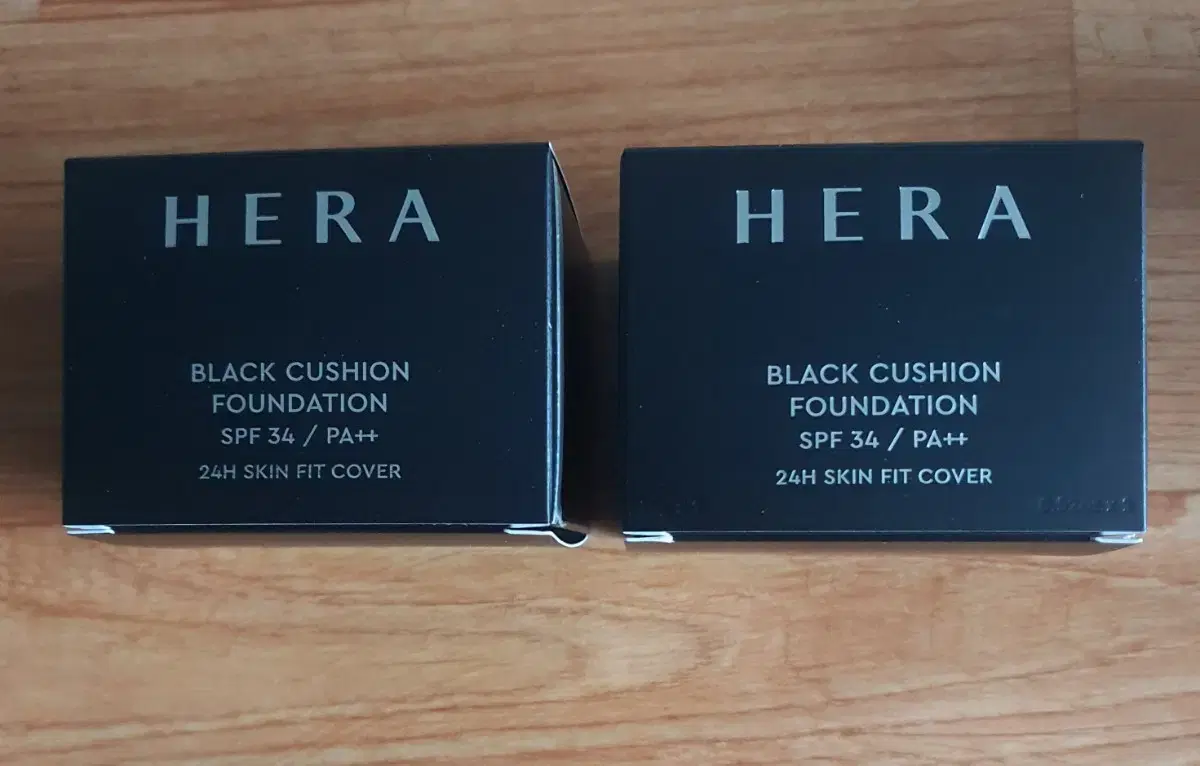 HERA
BLACK CUSHION
FOUNDATION
SPF 34 / PA++
24H SKIN FIT COVER
HERA
BLACK CUSHION
FOUNDATION
SPF 34 / PA++
24H SKIN FIT COVER